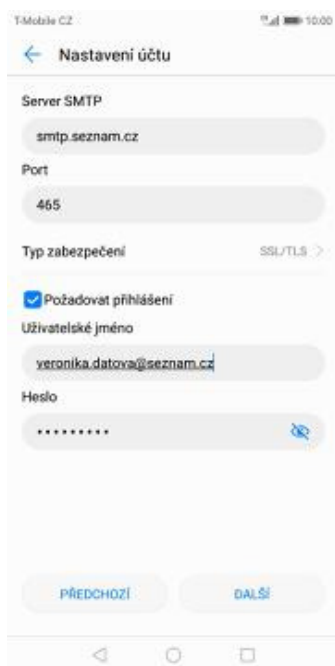 T-Mobile CZ 10:00
Nastavení účtu
Server SMTP
smtp.seznam.cz
Port
465
Typ zabezpečení SSL/TLS
Požadovat přihlášení
Uživatelské jméno
veronika.datova@seznam.cz
Heslo
•••••••••
PŘEDCHOZÍ DALŠÍ